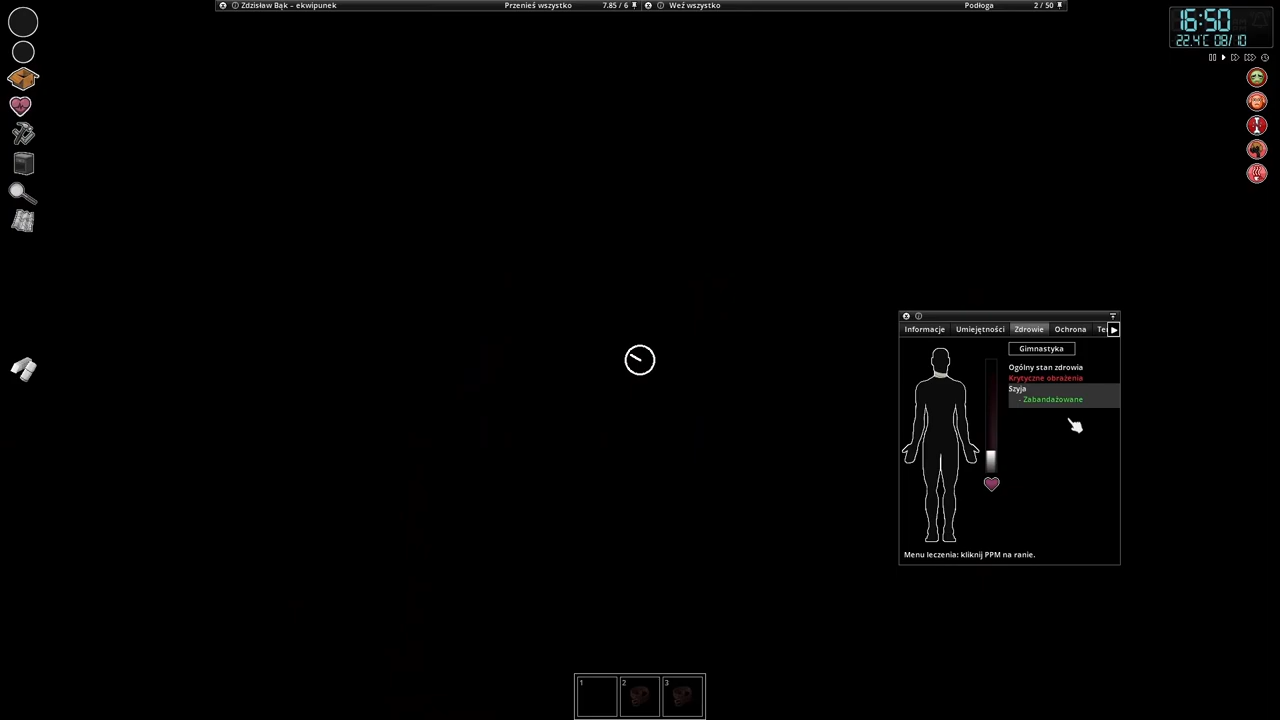 Zdzisław Bąk – ekwipunek
Przenieś wszystko
7.85 / 6
Weź wszystko
Podłoga
2 / 50
16:50
22.4°C 08/10
Informacje
Umiejętności
Zdrowie
Ochrona
Gimnastyka
Ogólny stan zdrowia
Krytyczne obrażenia
Szyja
- Zabandażowane
Menu leczenia: kliknij PPM na ranie.
1
2
3